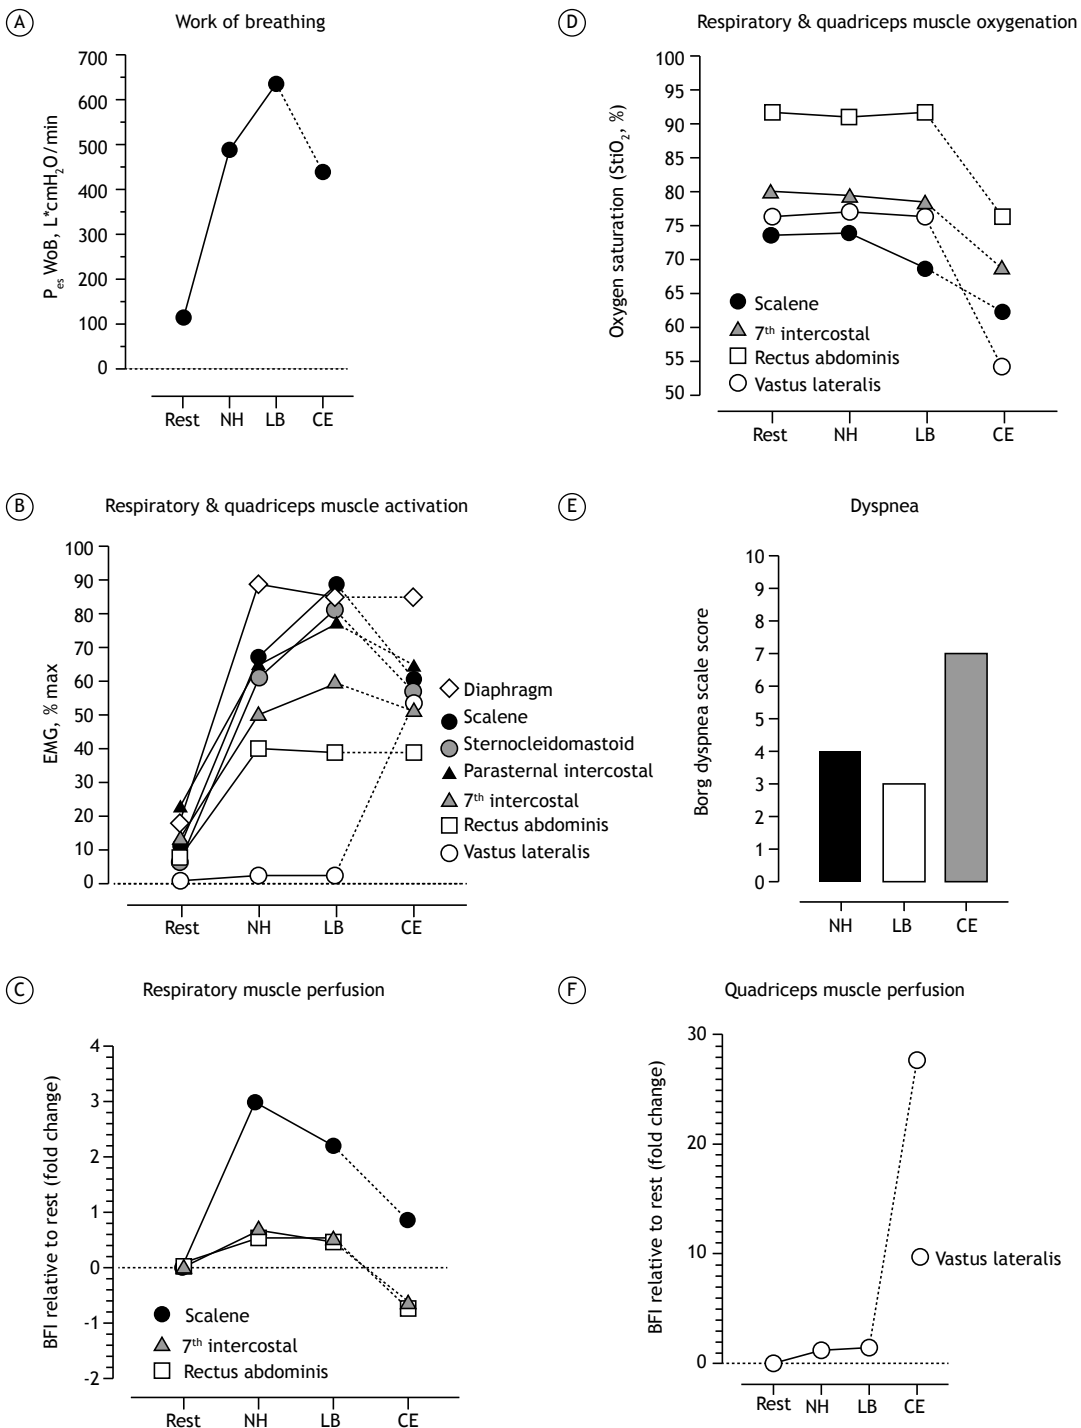 A
Work of breathing
P_es WoB, L*cmH₂O/min
700
600
500
400
300
200
100
0
Rest NH LB CE
B
Respiratory & quadriceps muscle activation
EMG, % max
100
90
80
70
60
50
40
30
20
10
0
Diaphragm
Scalene
Sternocleidomastoid
Parasternal intercostal
7th intercostal
Rectus abdominis
Vastus lateralis
Rest NH LB CE
C
Respiratory muscle perfusion
BFI relative to rest (fold change)
4
3
2
1
0
-1
-2
Scalene
7th intercostal
Rectus abdominis
Rest NH LB CE
D
Respiratory & quadriceps muscle oxygenation
Oxygen saturation (StiO₂, %)
100
95
90
85
80
75
70
65
60
55
50
Scalene
7th intercostal
Rectus abdominis
Vastus lateralis
Rest NH LB CE
E
Dyspnea
Borg dyspnea scale score
10
9
8
7
6
5
4
3
2
1
0
NH LB CE
F
Quadriceps muscle perfusion
BFI relative to rest (fold change)
30
20
10
0
Vastus lateralis
Rest NH LB CE